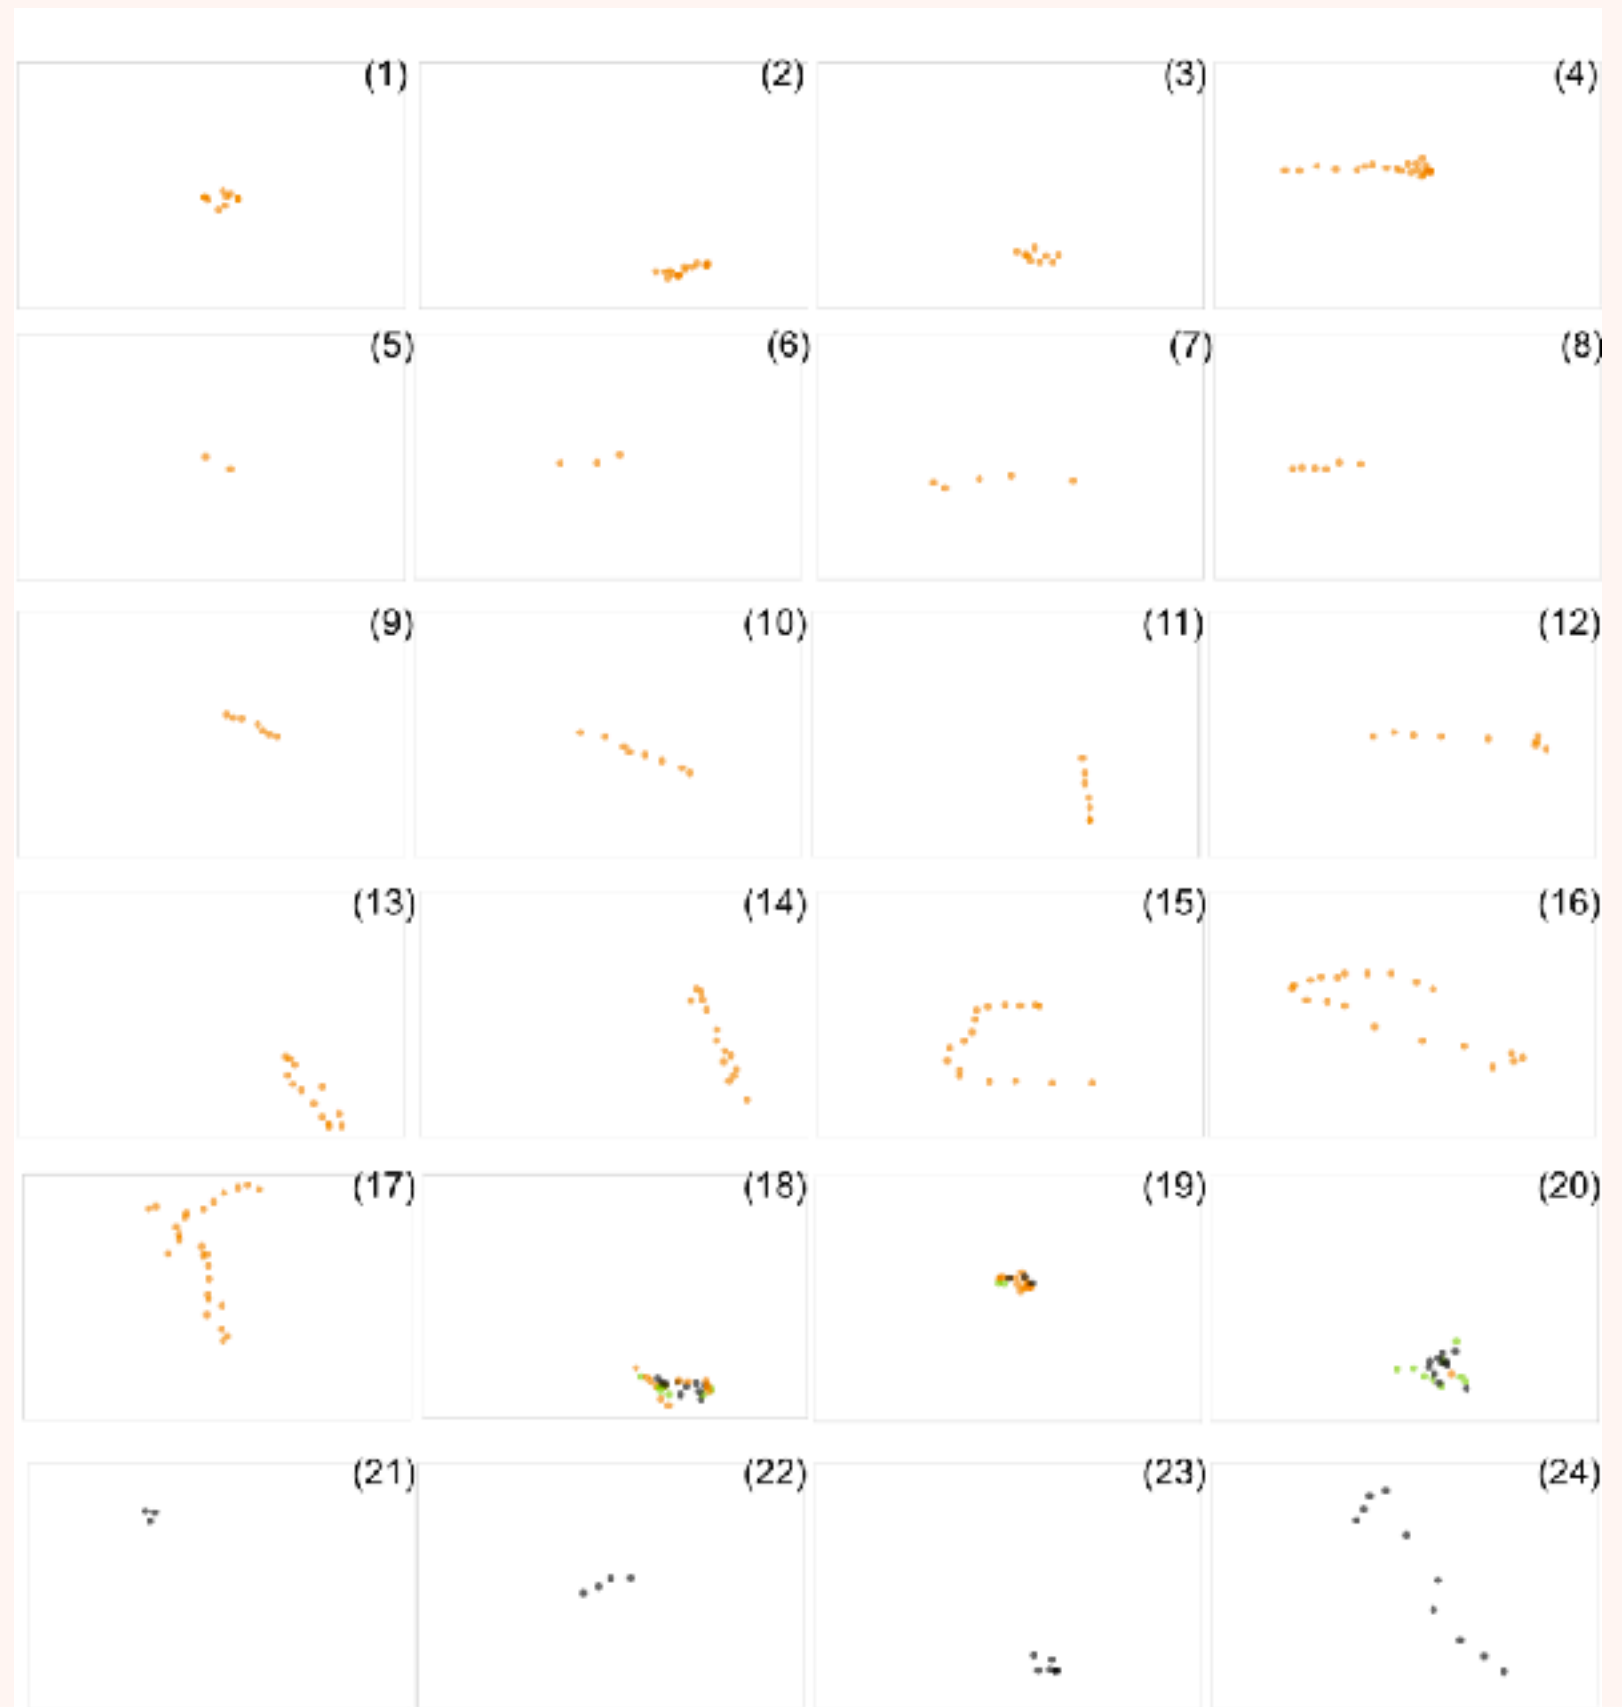 (1) (2) (3) (4)
(5) (6) (7) (8)
(9) (10) (11) (12)
(13) (14) (15) (16)
(17) (18) (19) (20)
(21) (22) (23) (24)